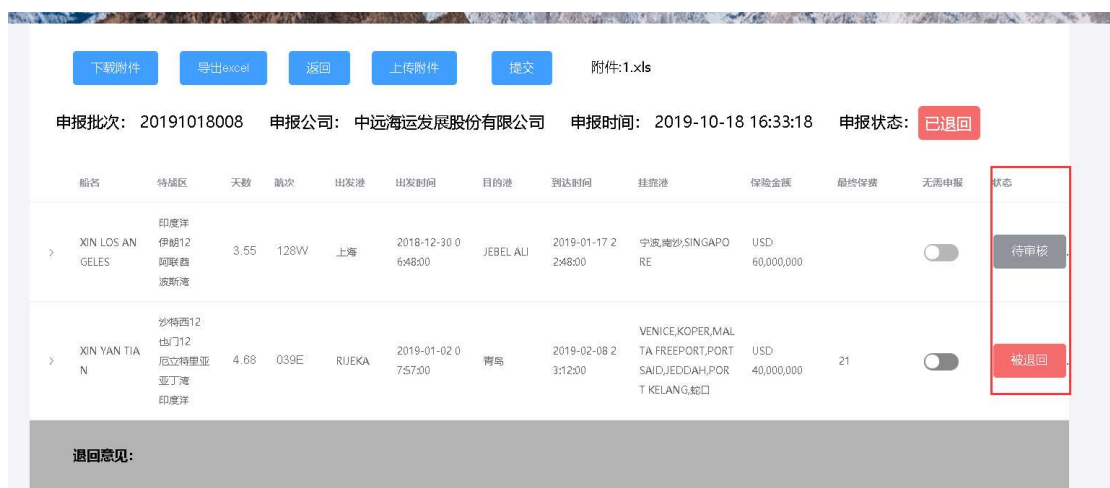 下载附件 导出excel 返回 上传附件 提交 附件:1.xls
申报批次: 20191018008 申报公司: 中远海运发展股份有限公司 申报时间: 2019-10-18 16:33:18 申报状态: 已退回
船名 特战区 天数 航次 出发港 出发时间 目的港 到达时间 挂靠港 保险金额 最终保费 无需申报 状态
印度洋
XIN LOS AN 伊朗12 3.55 128W 上海 2018-12-30 0 JEBEL ALI 2019-01-17 2 宁波,南沙,SINGAPO USD 待审核
GELES 阿联酋 6:48:00 2:48:00 RE 60,000,000
波斯湾
沙特西12
也门12 VENICE,KOPER,MAL
XIN YAN TIA 厄立特里亚 4.68 039E RIJEKA 2019-01-02 0 青岛 2019-02-08 2 TA FREEPORT,PORT USD 21 被退回
N 亚丁湾 7:57:00 3:12:00 SAID,JEDDAH,POR 40,000,000
印度洋 T KELANG,蛇口
退回意见: